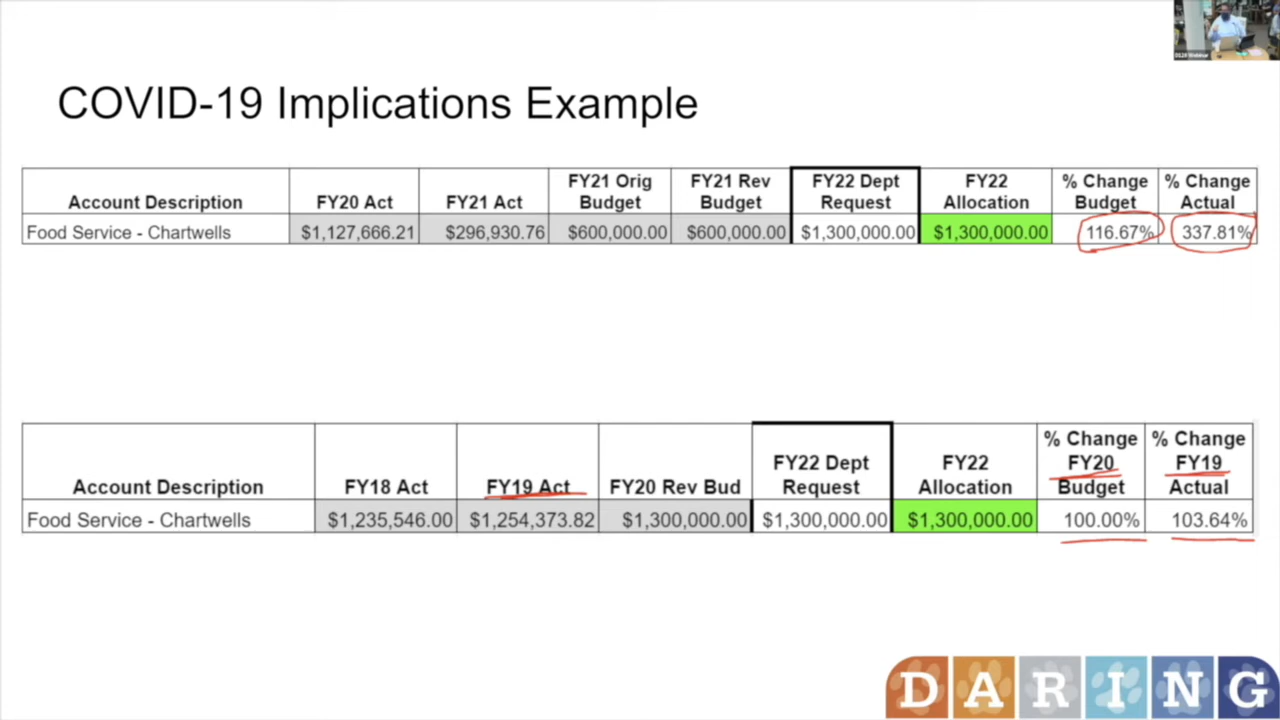 D128 Webinar
COVID-19 Implications Example
Account Description FY20 Act FY21 Act FY21 Orig Budget FY21 Rev Budget FY22 Dept Request FY22 Allocation % Change Budget % Change Actual
Food Service - Chartwells $1,127,666.21 $296,930.76 $600,000.00 $600,000.00 $1,300,000.00 $1,300,000.00 116.67% 337.81%
Account Description FY18 Act FY19 Act FY20 Rev Bud FY22 Dept Request FY22 Allocation % Change FY20 Budget % Change FY19 Actual
Food Service - Chartwells $1,235,546.00 $1,254,373.82 $1,300,000.00 $1,300,000.00 $1,300,000.00 100.00% 103.64%
DARING